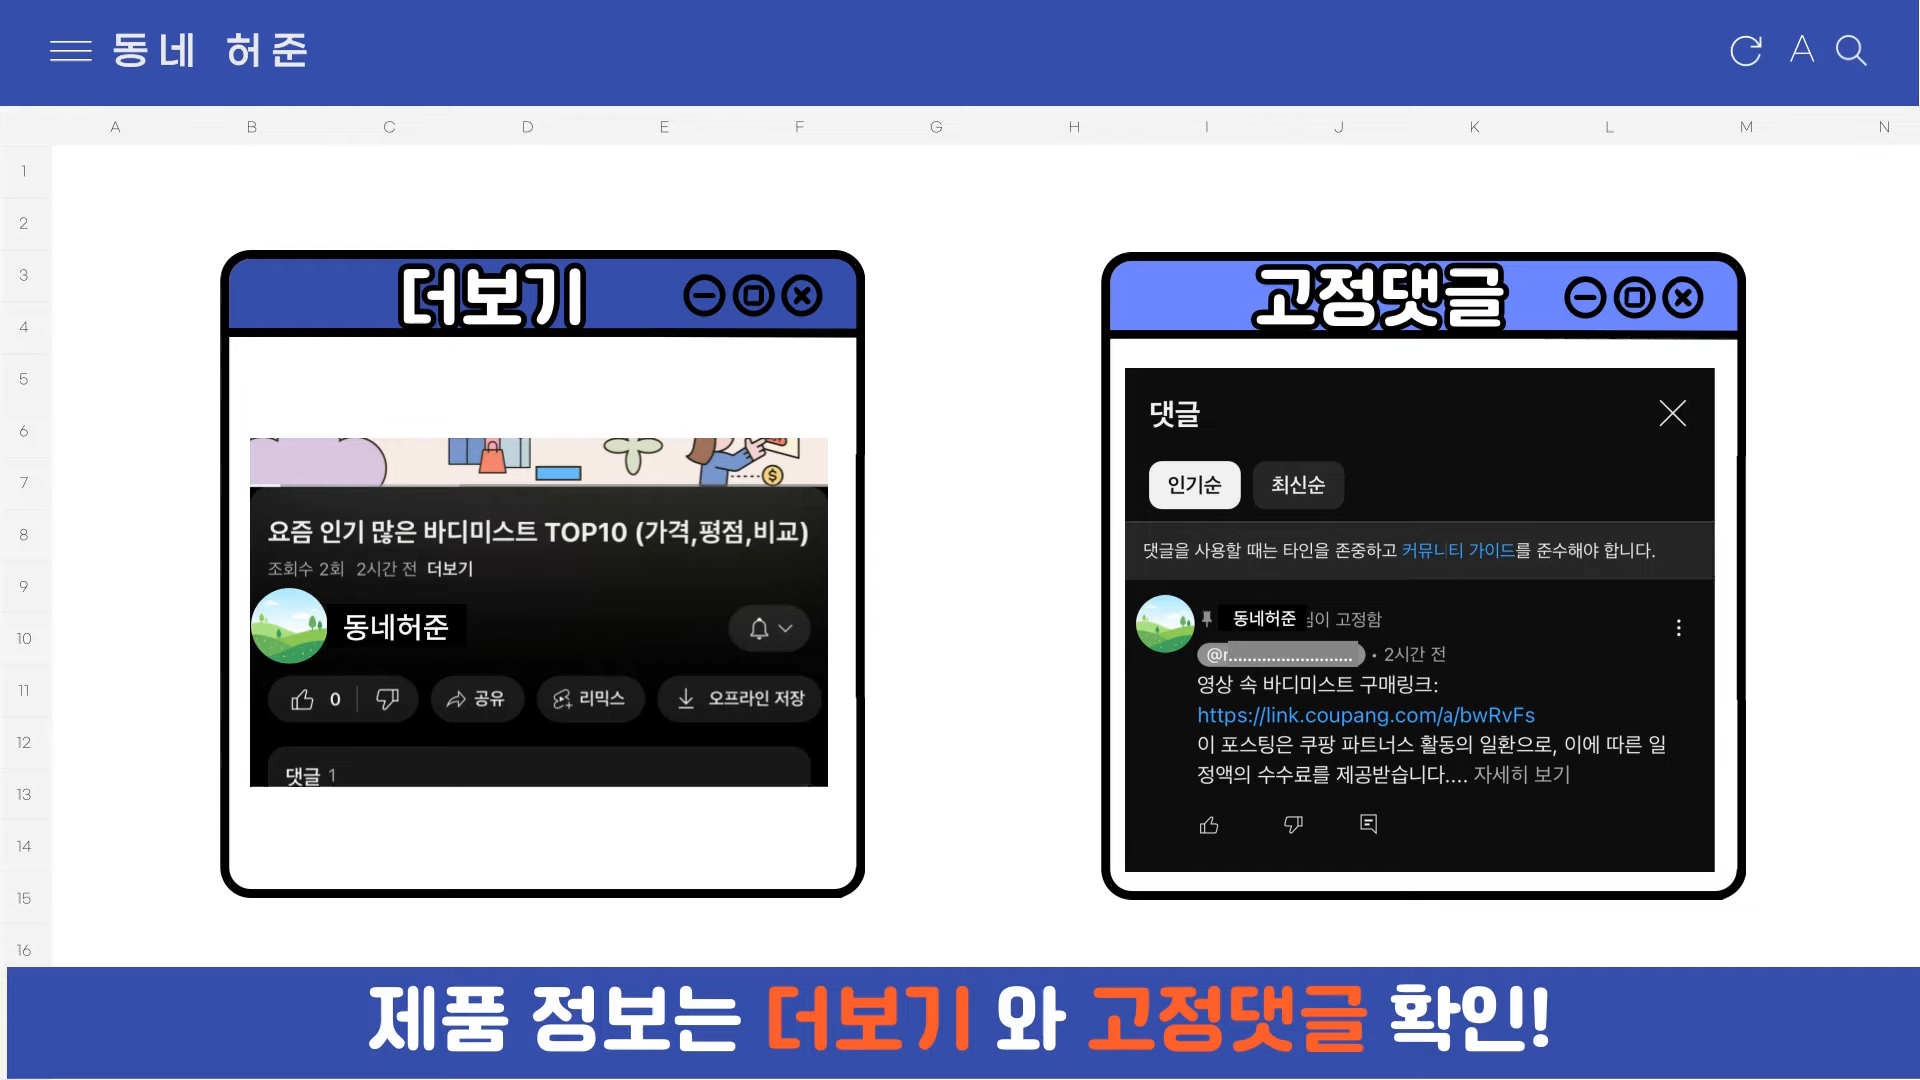 동네 허준
A
A B C D E F G H I J K L M N
1
2
3
4
5
6
7
8
9
10
11
12
13
14
15
16
더보기
요즘 인기 많은 바디미스트 TOP10 (가격,평점,비교)
조회수 2회 2시간 전 더보기
동네허준
0 공유 리믹스 오프라인 저장
댓글 1
고정댓글
댓글
인기순 최신순
댓글을 사용할 때는 타인을 존중하고 커뮤니티 가이드를 준수해야 합니다.
동네허준 님이 고정함
@r.......................... • 2시간 전
영상 속 바디미스트 구매링크:
https://link.coupang.com/a/bwRvFs
이 포스팅은 쿠팡 파트너스 활동의 일환으로, 이에 따른 일
정액의 수수료를 제공받습니다.... 자세히 보기
제품 정보는 더보기 와 고정댓글 확인!